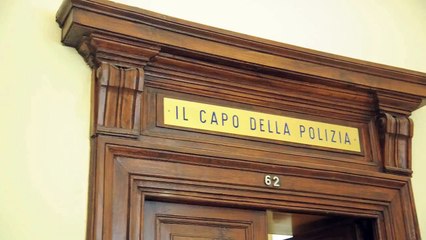 IL CAPO DELLA POLIZIA
62